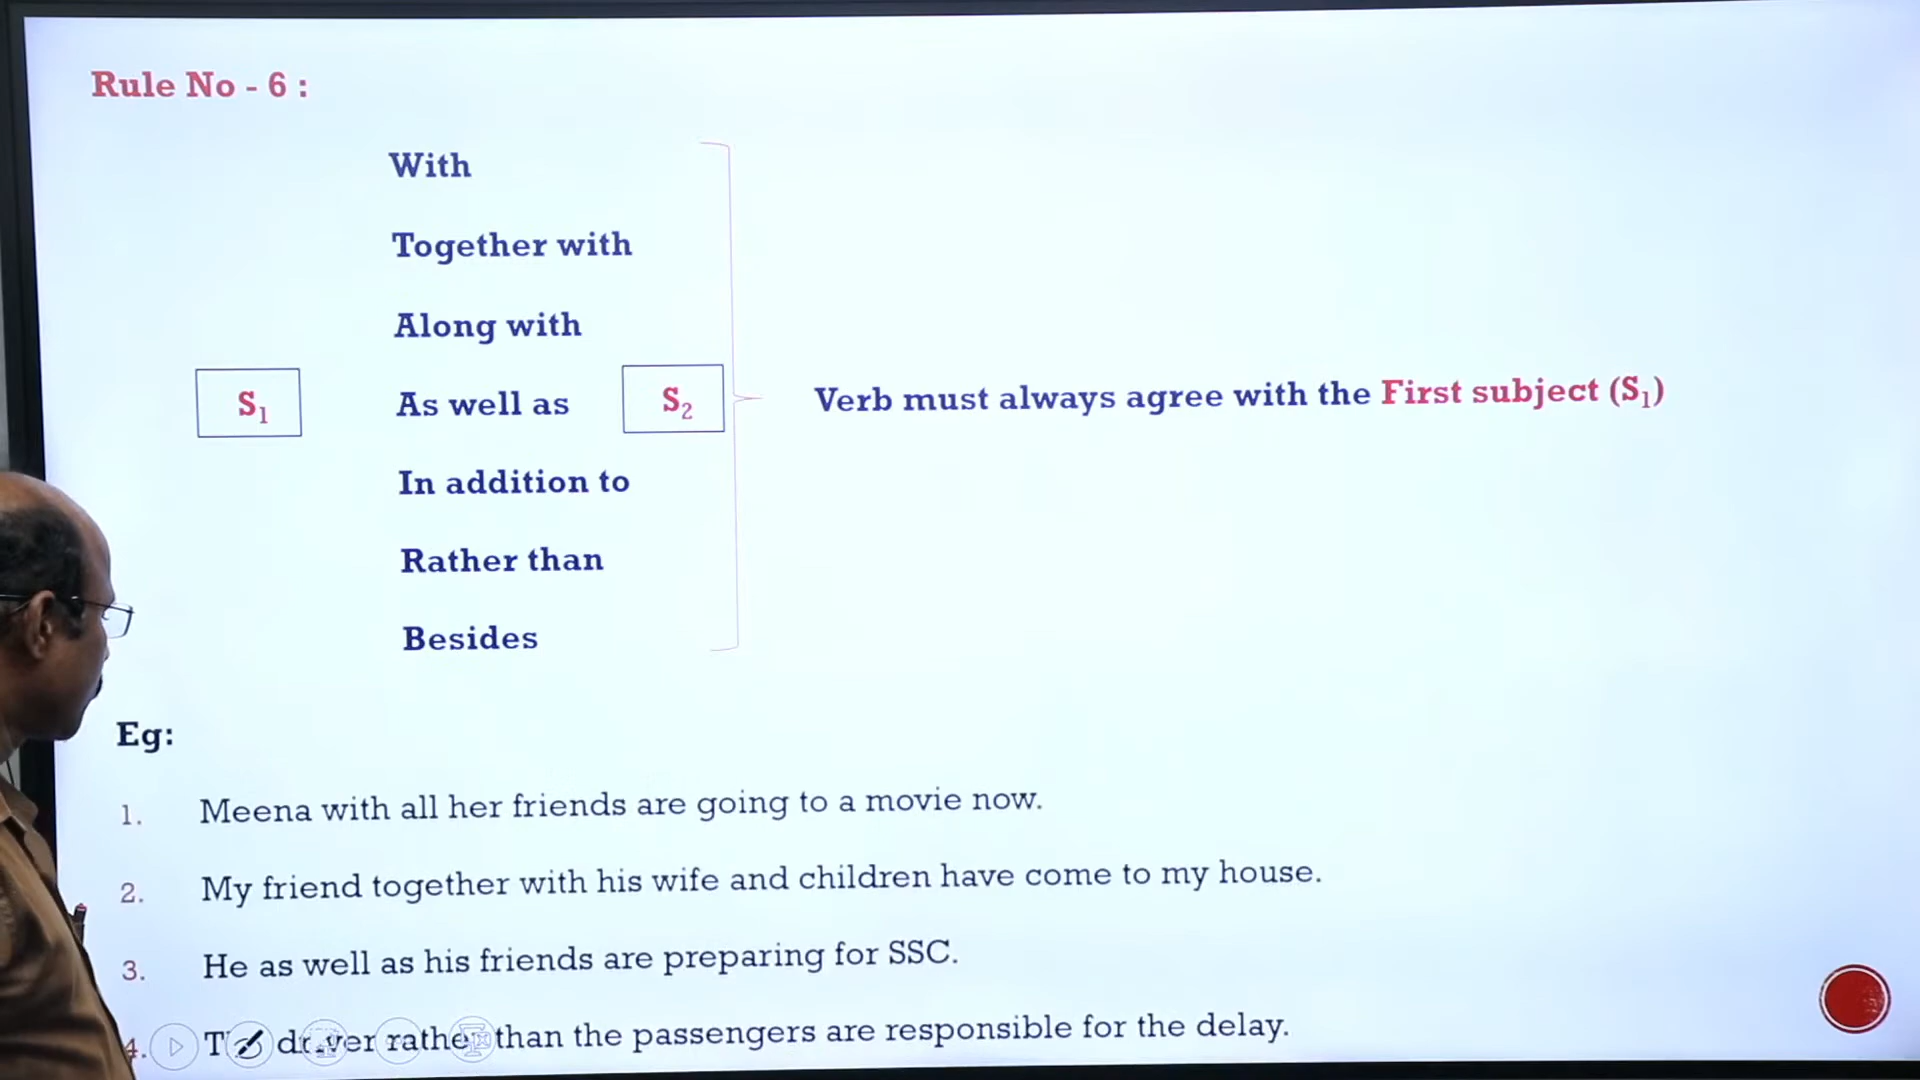 Rule No - 6 :
With
Together with
Along with
S1 As well as S2 Verb must always agree with the First subject (S1)
In addition to
Rather than
Besides
Eg:
1. Meena with all her friends are going to a movie now.
2. My friend together with his wife and children have come to my house.
3. He as well as his friends are preparing for SSC.
4. than the passengers are responsible for the delay.